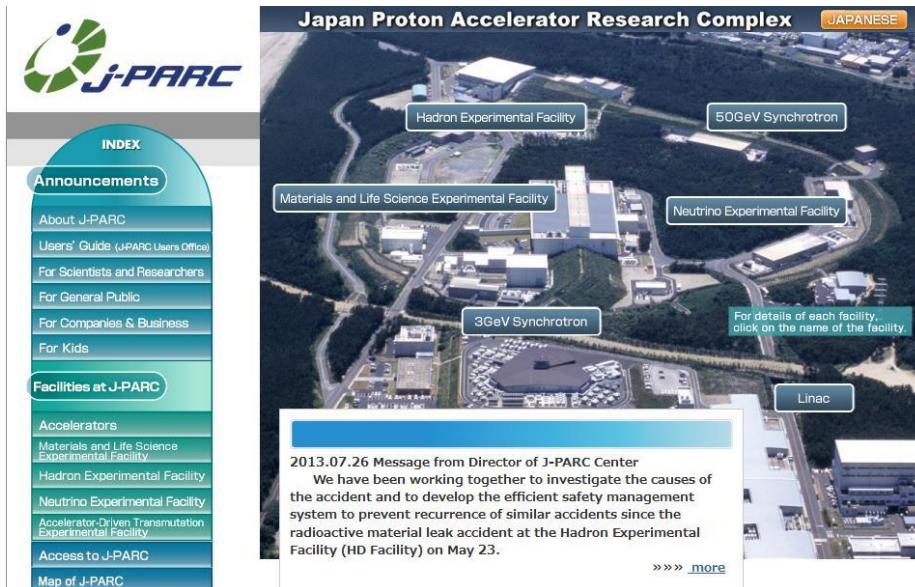 Japan Proton Accelerator Research Complex
JAPANESE
J-PARC
INDEX
Announcements
About J-PARC
Users' Guide (J-PARC Users Office)
For Scientists and Researchers
For General Public
For Companies & Business
For Kids
Facilities at J-PARC
Accelerators
Materials and Life Science
Experimental Facility
Hadron Experimental Facility
Neutrino Experimental Facility
Accelerator-Driven Transmutation
Experimental Facility
Access to J-PARC
Map of J-PARC
Hadron Experimental Facility
50GeV Synchrotron
Materials and Life Science Experimental Facility
Neutrino Experimental Facility
3GeV Synchrotron
For details of each facility,
click on the name of the facility.
Linac
2013.07.26 Message from Director of J-PARC Center
We have been working together to investigate the causes of
the accident and to develop the efficient safety management
system to prevent recurrence of similar accidents since the
radioactive material leak accident at the Hadron Experimental
Facility (HD Facility) on May 23.
»»» more